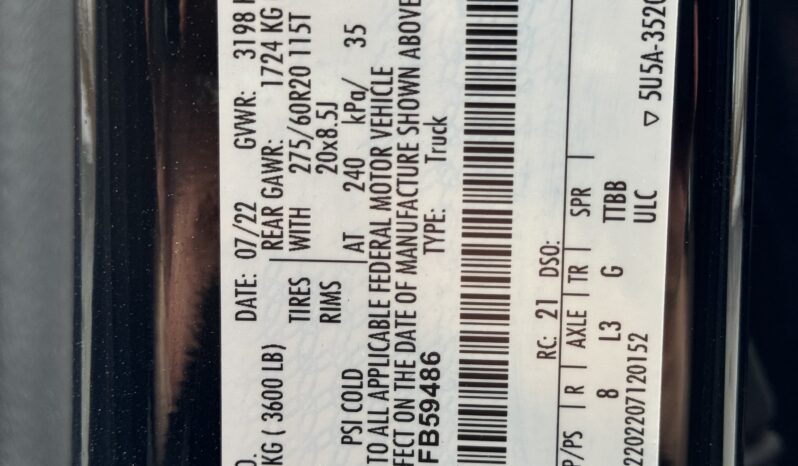 D. DATE: 07/22 GVWR: 3198
KG ( 3600 LB) REAR GAWR: 1724 KG
TIRES WITH 275/60R20 115T
RIMS 20x8.5J
PSI COLD AT 240 kPa/ 35
TO ALL APPLICABLE FEDERAL MOTOR VEHICLE
FECT ON THE DATE OF MANUFACTURE SHOWN ABOVE
FB59486 TYPE: Truck
RC: 21 DSO:
P/PS R AXLE TR SPR
8 L3 G TTBB
2202207120152 ULC ▽ 5U5A-3520